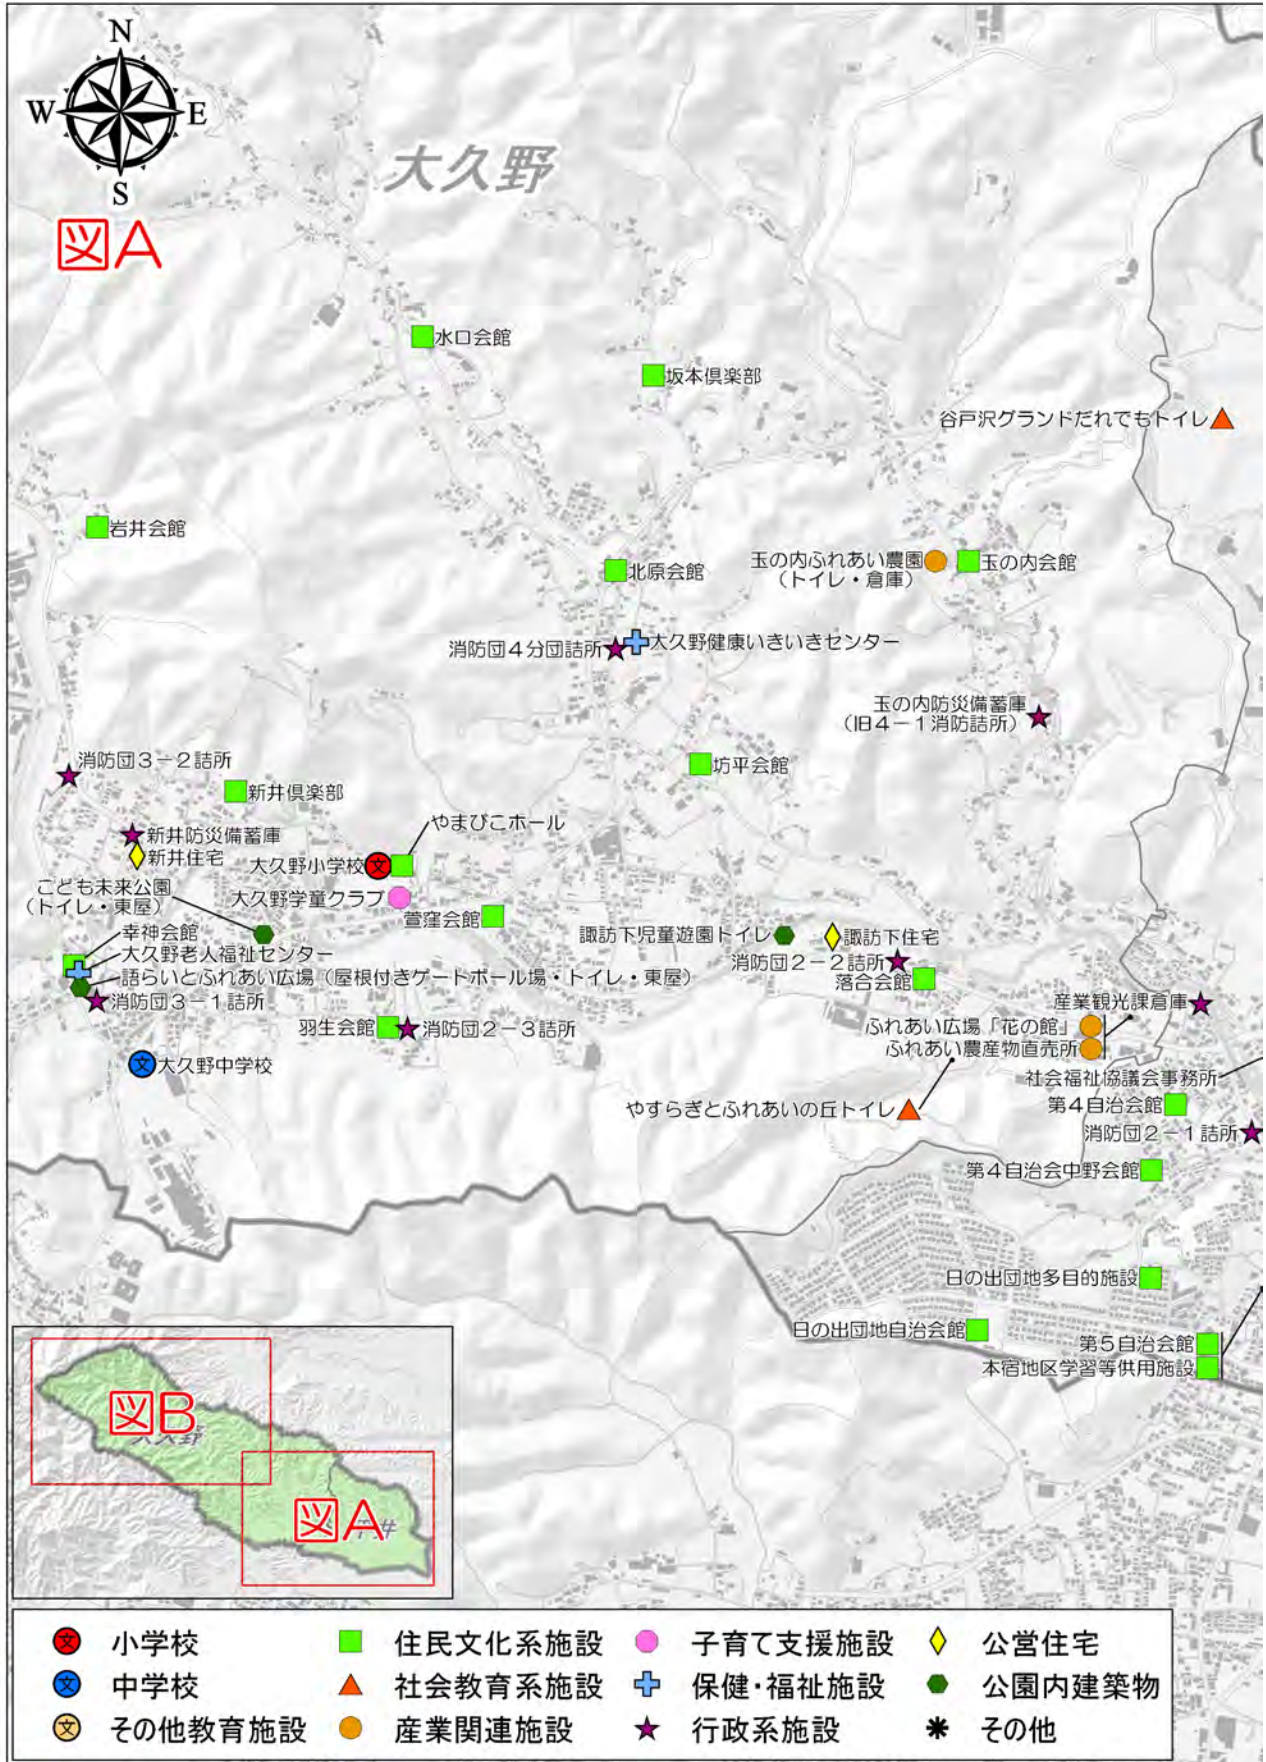 N
W
E
S
大久野
図A
水口会館
坂本倶楽部
谷戸沢グランドだれでもトイレ
岩井会館
北原会館
玉の内ふれあい農園
（トイレ・倉庫）
玉の内会館
消防団４分団詰所
大久野健康いきいきセンター
玉の内防災備蓄庫
（旧４－１消防詰所）
消防団３－２詰所
坊平会館
新井倶楽部
やまびこホール
新井防災備蓄庫
新井住宅
大久野小学校
文
こども未来公園
（トイレ・東屋）
大久野学童クラブ
萱窪会館
幸神会館
大久野老人福祉センター
語らいとふれあい広場（屋根付きゲートボール場・トイレ・東屋）
消防団３－１詰所
諏訪下児童遊園トイレ
諏訪下住宅
消防団２－２詰所
落合会館
産業観光課倉庫
羽生会館
消防団２－３詰所
ふれあい広場「花の館」
ふれあい農産物直売所
文
大久野中学校
社会福祉協議会事務所
やすらぎとふれあいの丘トイレ
第４自治会館
消防団２－１詰所
第４自治会中野会館
日の出団地多目的施設
日の出団地自治会館
第５自治会館
本宿地区学習等供用施設
図B
大久野
図A
平井
文 小学校
住民文化系施設
子育て支援施設
公営住宅
文 中学校
社会教育系施設
保健・福祉施設
公園内建築物
文 その他教育施設
産業関連施設
行政系施設
その他